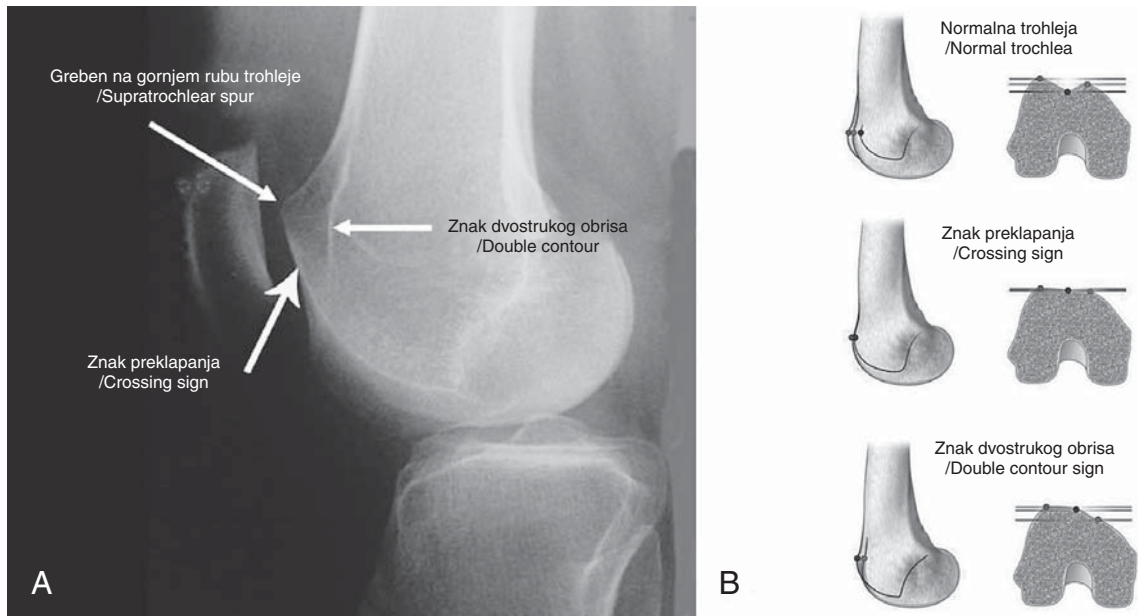 Greben na gornjem rubu trohleje
/Supratrochlear spur
Znak dvostrukog obrisa
/Double contour
Znak preklapanja
/Crossing sign
A
Normalna trohleja
/Normal trochlea
Znak preklapanja
/Crossing sign
Znak dvostrukog obrisa
/Double contour sign
B